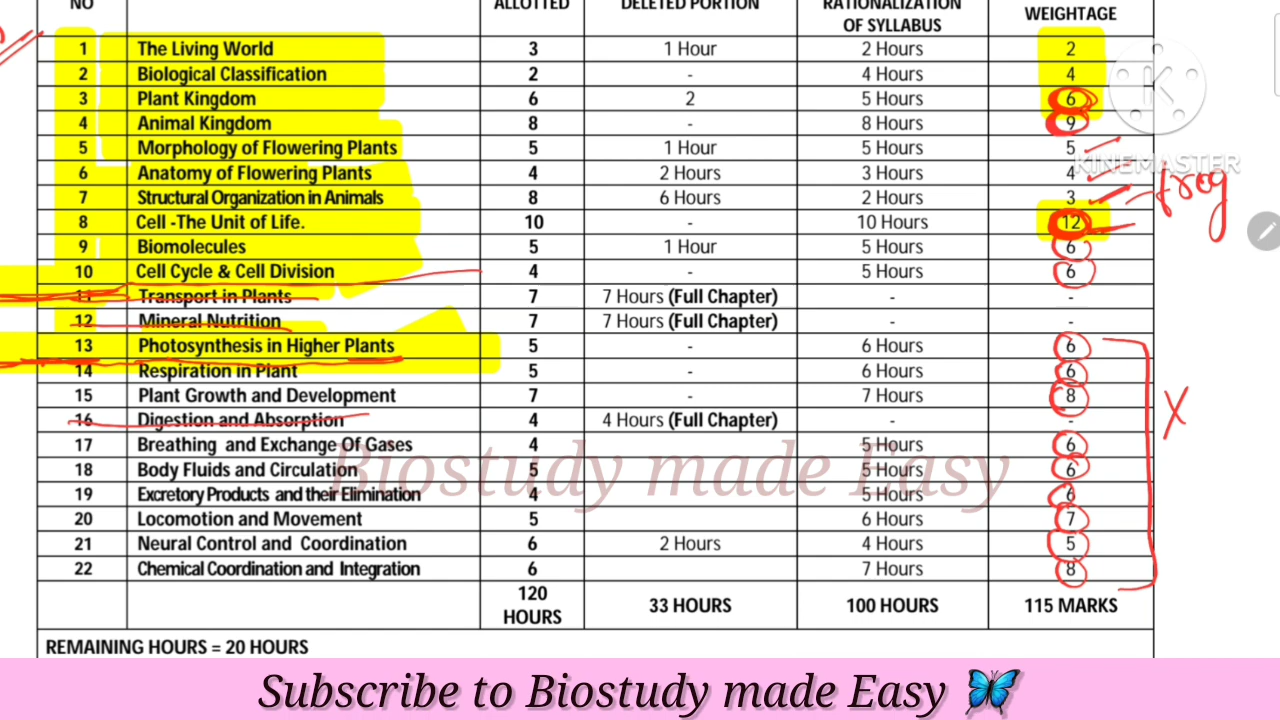 NO ALLOTTED DELETED PORTION RATIONALIZATION OF SYLLABUS WEIGHTAGE
1 The Living World 3 1 Hour 2 Hours 2
2 Biological Classification 2 - 4 Hours 4
3 Plant Kingdom 6 2 5 Hours 6
4 Animal Kingdom 8 - 8 Hours 9
5 Morphology of Flowering Plants 5 1 Hour 5 Hours 5
6 Anatomy of Flowering Plants 4 2 Hours 3 Hours 4
KINEMASTER
7 Structural Organization in Animals 8 6 Hours 2 Hours 3 frog
8 Cell -The Unit of Life. 10 - 10 Hours 12
9 Biomolecules 5 1 Hour 5 Hours 6
10 Cell Cycle & Cell Division 4 - 5 Hours 6
11 Transport in Plants 7 7 Hours (Full Chapter) - -
12 Mineral Nutrition 7 7 Hours (Full Chapter) - -
13 Photosynthesis in Higher Plants 5 - 6 Hours 6
14 Respiration in Plant 5 - 6 Hours 6
15 Plant Growth and Development 7 - 7 Hours 8
X
16 Digestion and Absorption 4 4 Hours (Full Chapter) - -
17 Breathing and Exchange Of Gases 4 5 Hours 6
Biostudy made Easy
18 Body Fluids and Circulation 5 5 Hours 6
19 Excretory Products and their Elimination 4 5 Hours 6
20 Locomotion and Movement 5 6 Hours 7
21 Neural Control and Coordination 6 2 Hours 4 Hours 5
22 Chemical Coordination and Integration 6 7 Hours 8
120 HOURS 33 HOURS 100 HOURS 115 MARKS
REMAINING HOURS = 20 HOURS
Subscribe to Biostudy made Easy 🦋